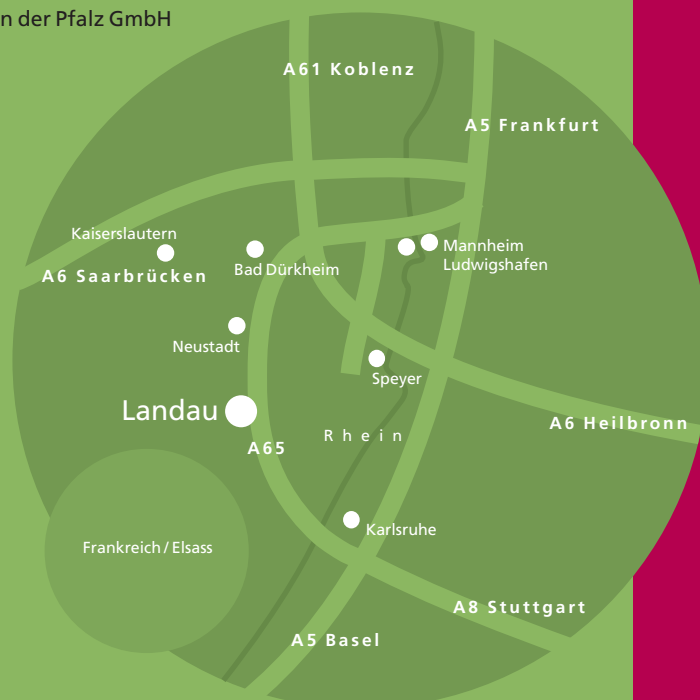 n der Pfalz GmbH
A61 Koblenz
A5 Frankfurt
Kaiserslautern
Mannheim
Ludwigshafen
Bad Dürkheim
A6 Saarbrücken
Neustadt
Speyer
Landau
A6 Heilbronn
Rhein
A65
Karlsruhe
Frankreich / Elsass
A8 Stuttgart
A5 Basel